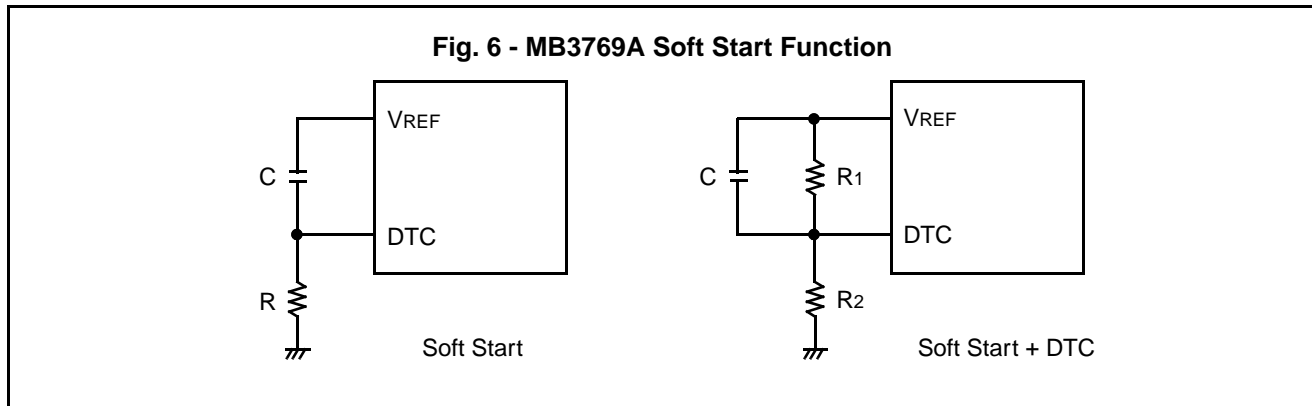 Fig. 6 - MB3769A Soft Start Function
VREF
C
DTC
R
Soft Start
VREF
C
R1
DTC
R2
Soft Start + DTC